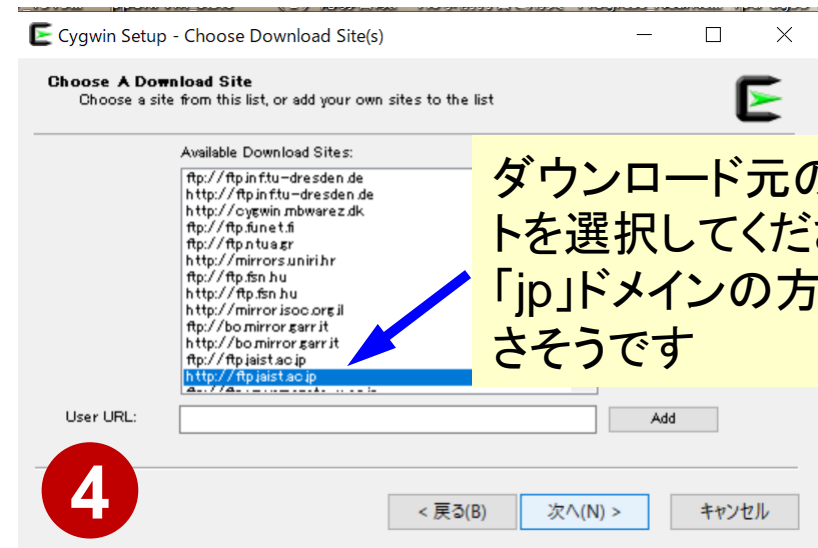 Cygwin Setup - Choose Download Site(s)
Choose A Download Site
Choose a site from this list, or add your own sites to the list
Available Download Sites:
ftp://ftp.inf.tu-dresden.de
http://ftp.inf.tu-dresden.de
http://cygwin.mbwarez.dk
ftp://ftp.funet.fi
ftp://ftp.ntua.gr
http://mirrors.uniri.hr
ftp://ftp.fsn.hu
http://ftp.fsn.hu
http://mirror.isoc.org.il
ftp://bo.mirror.garr.it
http://bo.mirror.garr.it
ftp://ftp.jaist.ac.jp
http://ftp.jaist.ac.jp
ダウンロード元の
トを選択してくだ
「jp」ドメインの方
さそうです
User URL:
Add
4
< 戻る(B)
次へ(N) >
キャンセル